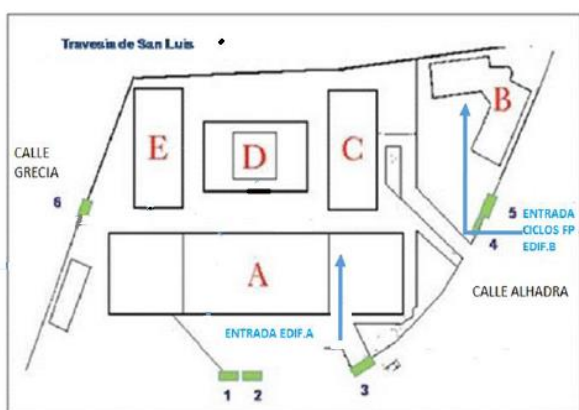 Travesia de San Luis
B
E
D
C
CALLE
GRECIA
6
5
ENTRADA
CICLOS FP
EDIF.B
4
A
CALLE ALHADRA
ENTRADA EDIF.A
1
2
3